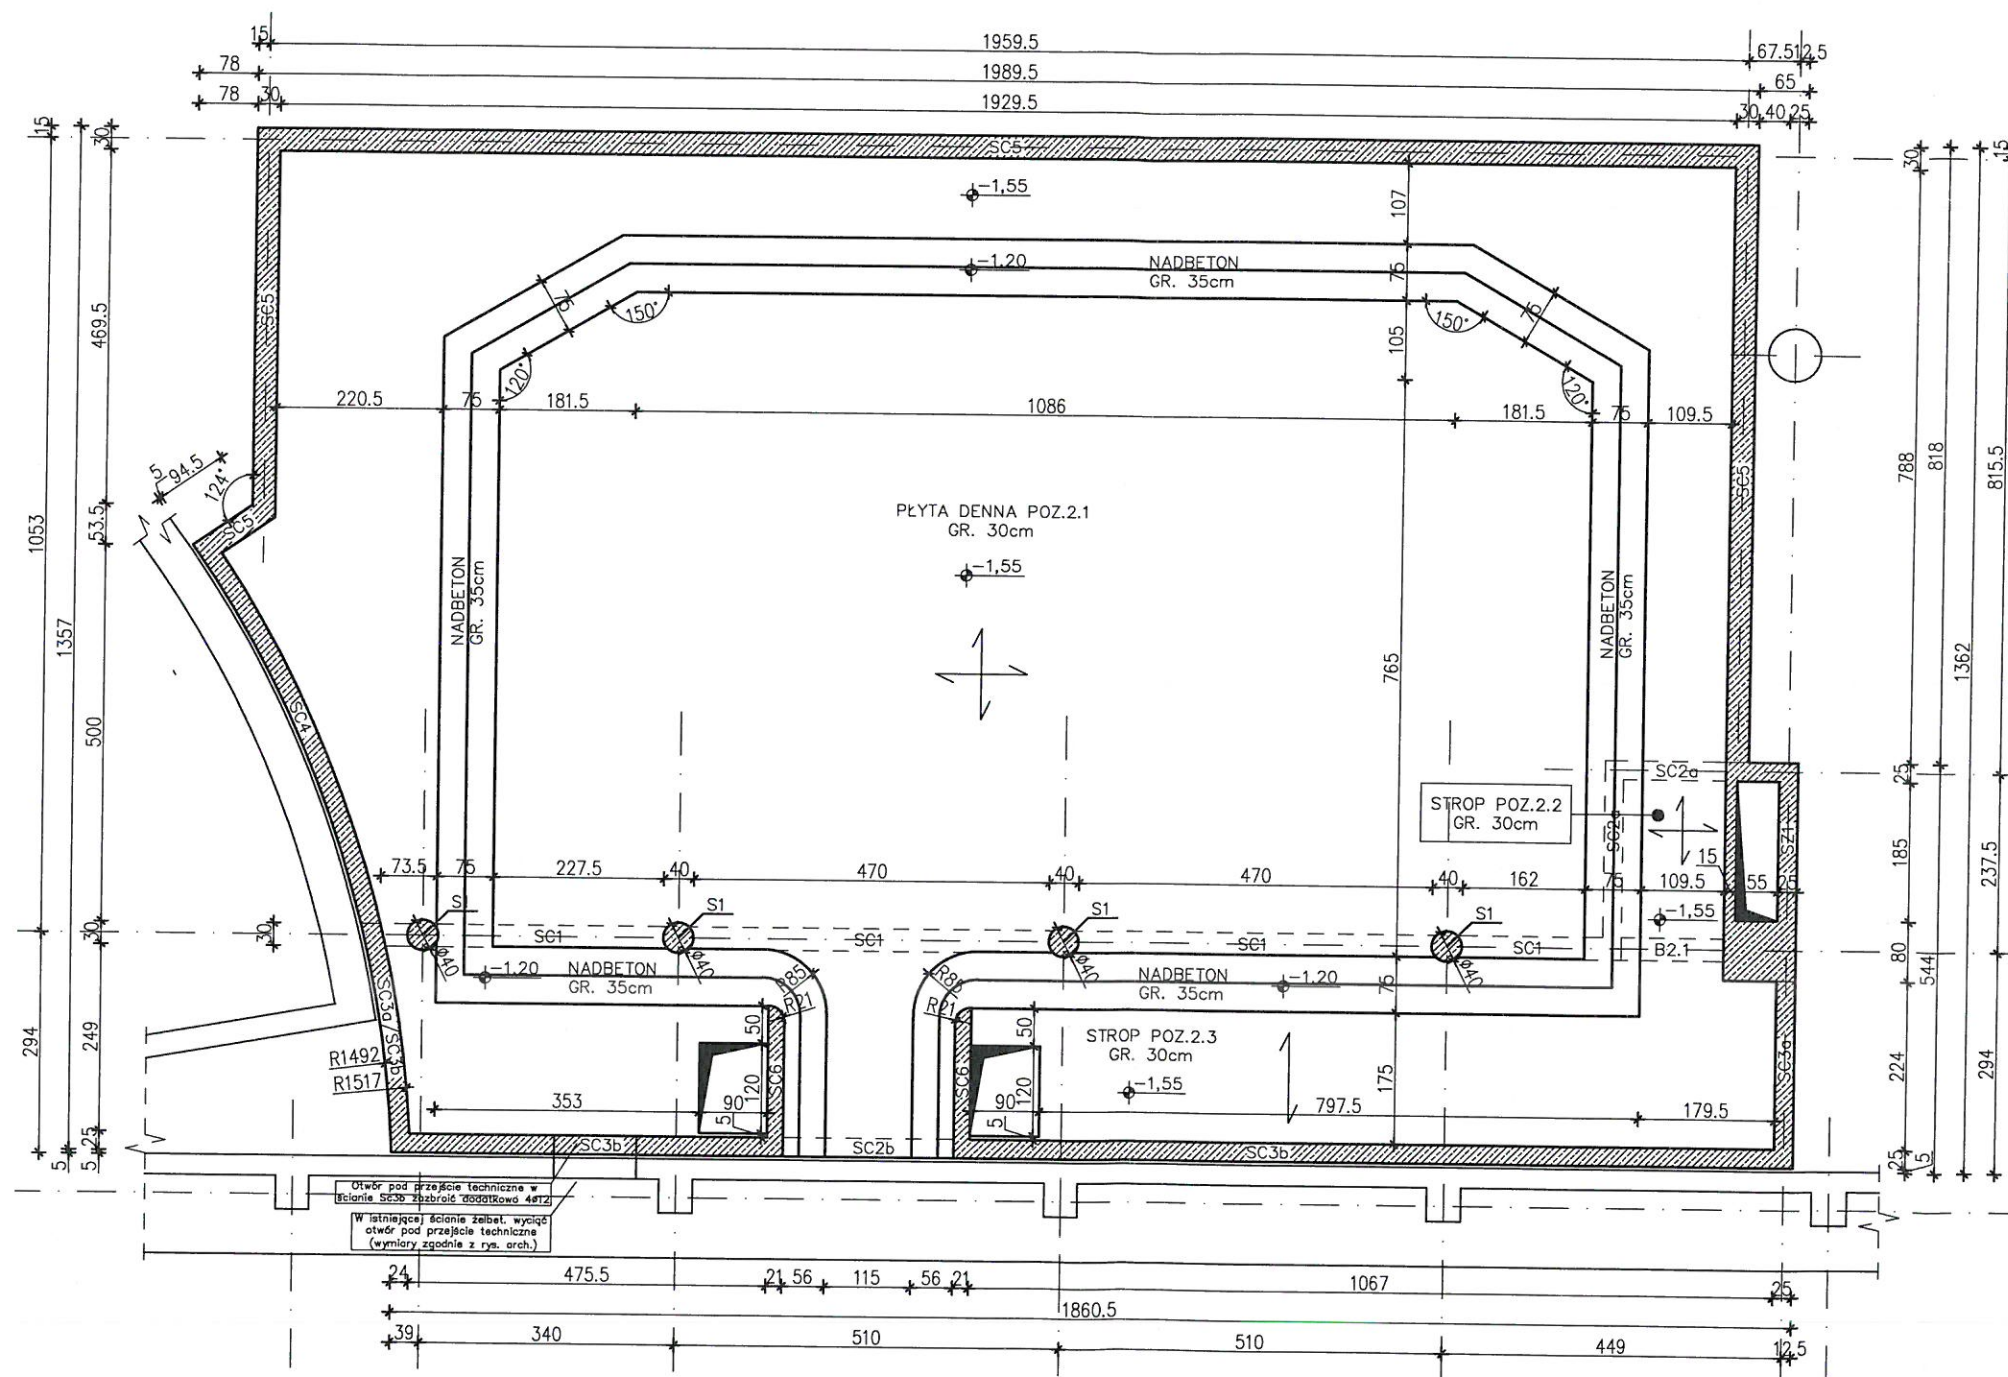 15
1959.5
67.5
12.5
78
1989.5
65
78
30
1929.5
30
40
25
15
30
SC5
30
15
-1,55
107
-1.20
NADBETON
GR. 35cm
75
75
150°
150°
75
105
SC5
469.5
120°
120°
220.5
75
181.5
1086
181.5
75
109.5
5
94.5
124°
SC5
53.5
SC5
788
818
815.5
PŁYTA DENNA POZ.2.1
GR. 30cm
-1,55
1053
1357
NADBETON
GR. 35cm
NADBETON
GR. 35cm
765
1362
500
SC4
SC2a
25
STROP POZ.2.2
GR. 30cm
SC2a
SZ1
185
237.5
73.5
75
227.5
40
470
40
470
40
162
75
109.5
15
55
25
S1
S1
S1
S1
-1,55
30
30
SC1
SC1
SC1
SC1
B2.1
80
544
ø40
ø40
ø40
ø40
-1.20
NADBETON
GR. 35cm
R85
R85
NADBETON
GR. 35cm
-1.20
75
R21
R21
SC3a/SC3b
50
50
STROP POZ.2.3
GR. 30cm
294
249
R1492
R1517
SC6
SC6
-1,55
175
SC3a
224
294
353
90
120
5
90
120
5
797.5
179.5
25
5
5
SC3b
SC2b
SC3b
25
5
Otwór pod przejście techniczne w
ścianie Sc3b zazbroić dodatkowo 4ø12
W istniejącej ścianie żelbet. wyciąć
otwór pod przejście techniczne
(wymiary zgodnie z rys. arch.)
24
475.5
21
56
115
56
21
1067
25
1860.5
39
340
510
510
449
12.5